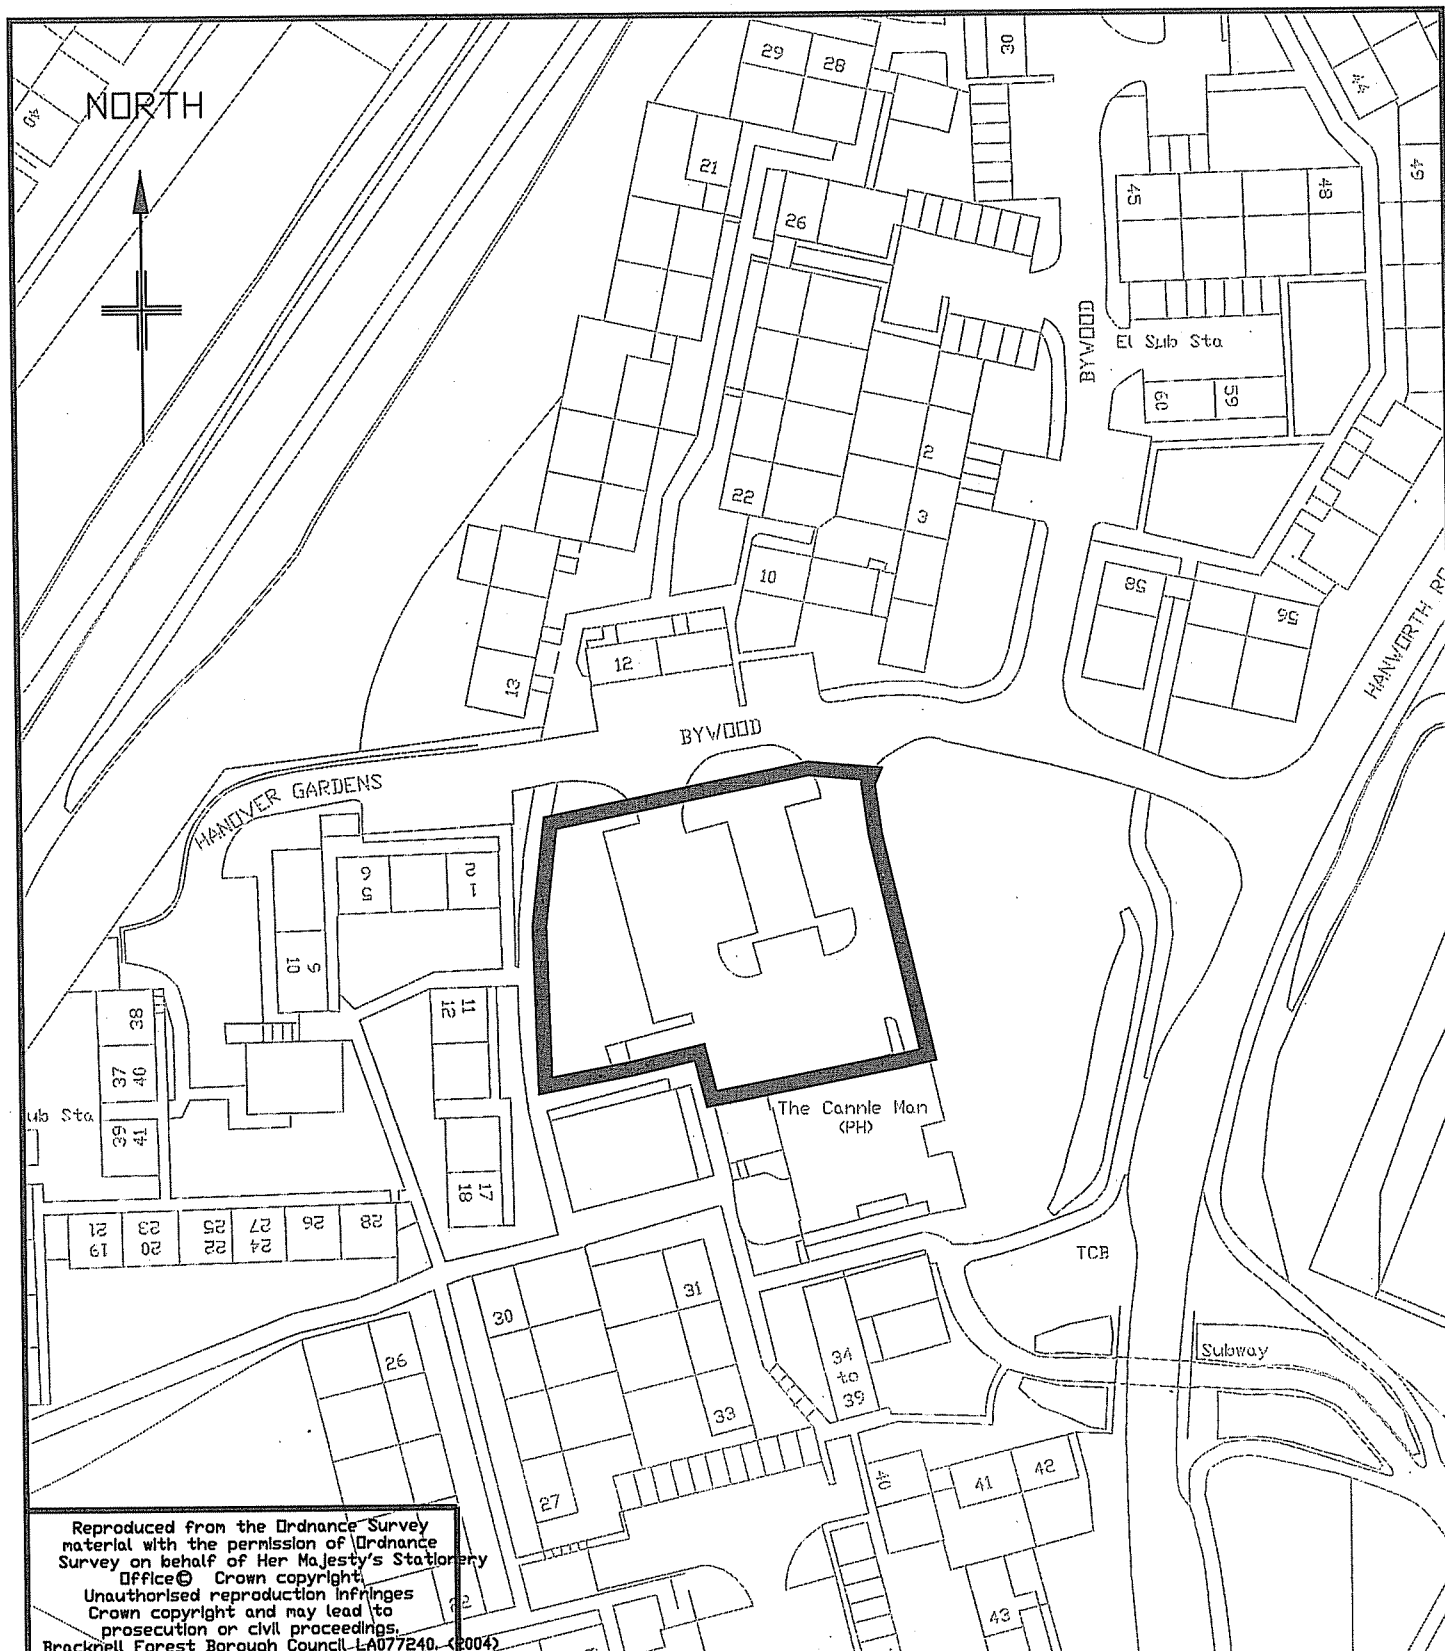 29
28
30
44
40
NORTH
21
49
45
48
26
BYWOOD
El Sub Sta
60
59
2
22
3
10
58
56
HANWORTH RD
12
13
BYWOOD
HANOVER GARDENS
6
5
2
1
10
9
11
12
38
37
40
ub Sta
39
41
The Cannie Man
(PH)
17
18
21
19
23
20
25
22
27
24
26
28
TCB
30
31
26
34
to
39
Subway
33
27
40
41
42
43
22
Reproduced from the Ordnance Survey
material with the permission of Ordnance
Survey on behalf of Her Majesty's Stationery
Office© Crown copyright.
Unauthorised reproduction infringes
Crown copyright and may lead to
prosecution or civil proceedings.
Bracknell Forest Borough Council LA077240. (2004)